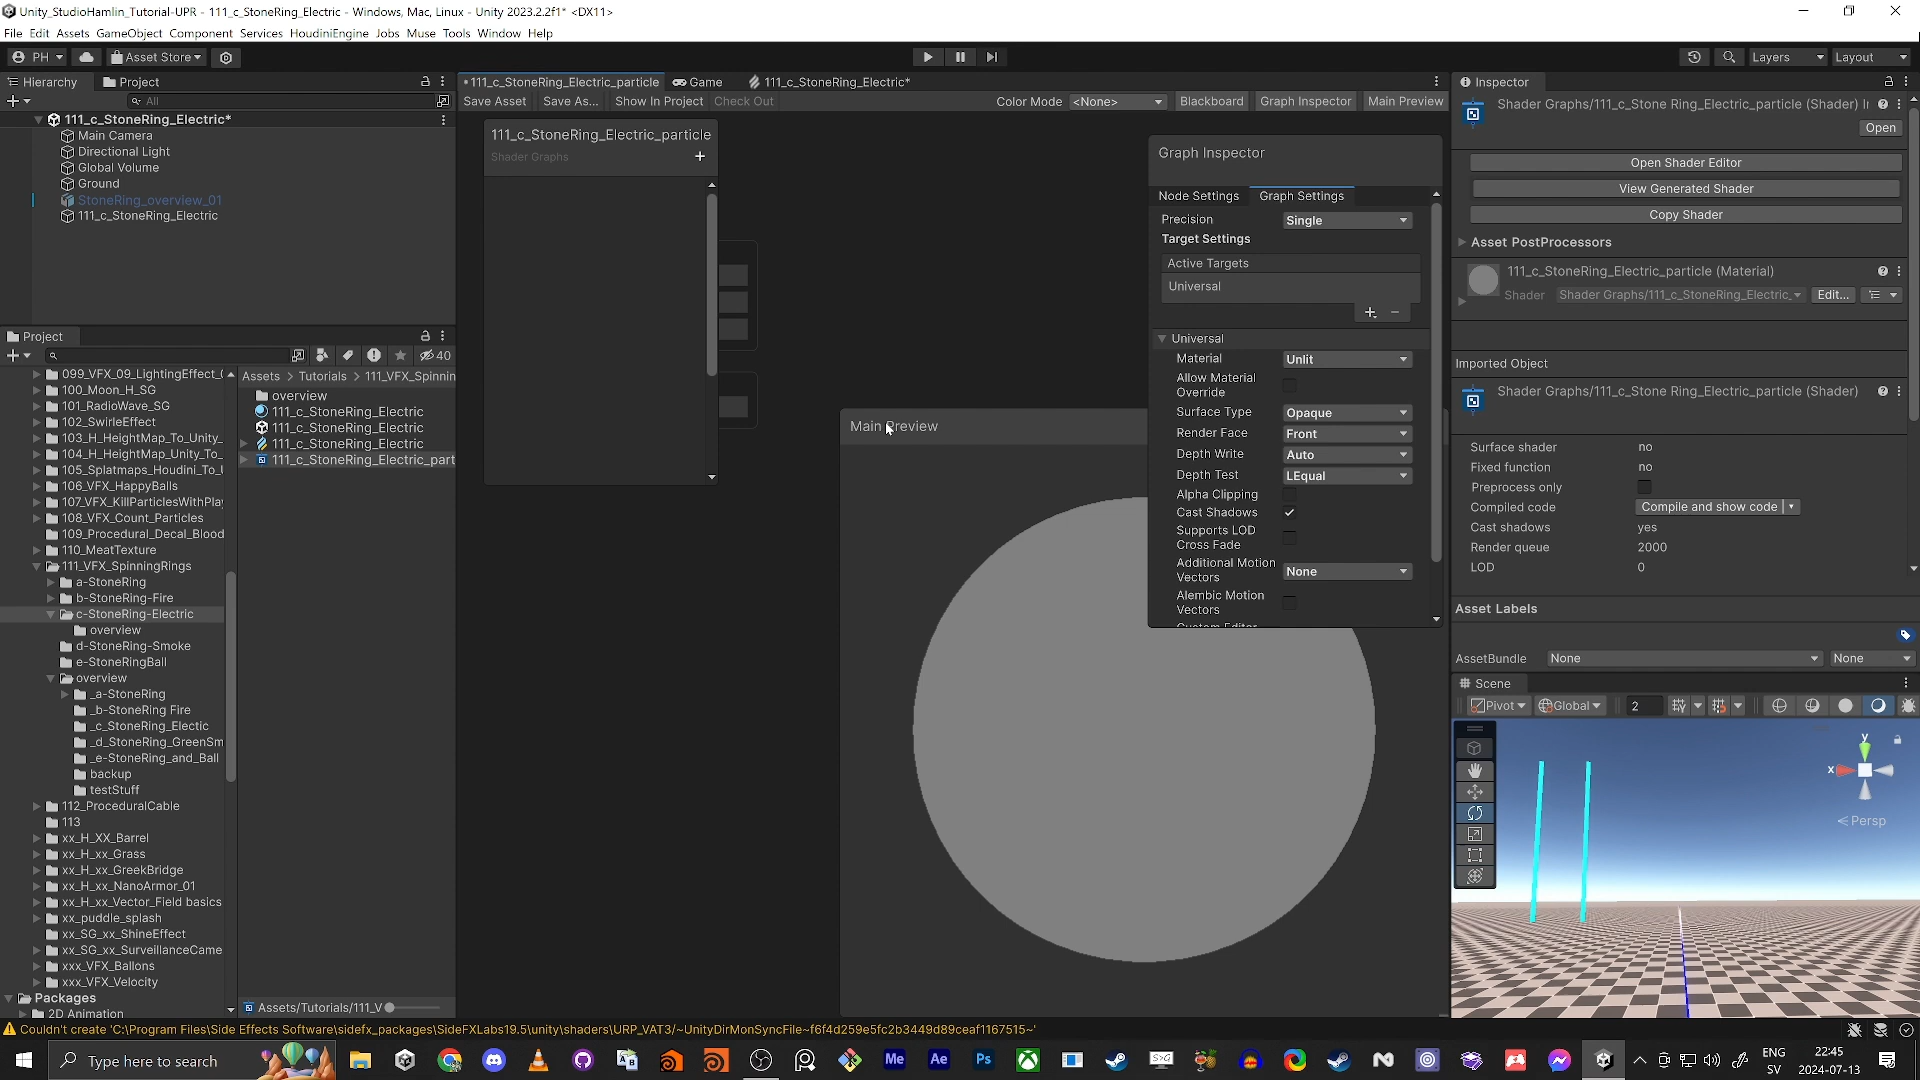 Unity_StudioHamlin_Tutorial-UPR - 111_c_StoneRing_Electric - Windows, Mac, Linux - Unity 2023.2.2f1* <DX11>
File Edit Assets GameObject Component Services HoudiniEngine Jobs Muse Tools Window Help
PH Asset Store Layers Layout
Hierarchy Project
All
111_c_StoneRing_Electric*
Main Camera
Directional Light
Global Volume
Ground
StoneRing_overview_01
111_c_StoneRing_Electric
Project
40
099_VFX_09_LightingEffect_(
100_Moon_H_SG
101_RadioWave_SG
102_SwirleEffect
103_H_HeightMap_To_Unity_
104_H_HeightMap_Unity_To_
105_Splatmaps_Houdini_To_
106_VFX_HappyBalls
107_VFX_KillParticlesWithPla
108_VFX_Count_Particles
109_Procedural_Decal_Blood
110_MeatTexture
111_VFX_SpinningRings
a-StoneRing
b-StoneRing-Fire
c-StoneRing-Electric
overview
d-StoneRing-Smoke
e-StoneRingBall
overview
_a-StoneRing
_b-StoneRing Fire
_c_StoneRing_Electic
_d_StoneRing_GreenSm
_e-StoneRing_and_Ball
backup
testStuff
112_ProceduralCable
113
xx_H_XX_Barrel
xx_H_xx_Grass
xx_H_xx_GreekBridge
xx_H_xx_NanoArmor_01
xx_H_xx_Vector_Field basics
xx_puddle_splash
xx_SG_xx_ShineEffect
xx_SG_xx_SurveillanceCame
xxx_VFX_Ballons
xxx_VFX_Velocity
Packages
2D Animation
Assets > Tutorials > 111_VFX_Spinnin
overview
111_c_StoneRing_Electric
111_c_StoneRing_Electric
111_c_StoneRing_Electric
111_c_StoneRing_Electric_part
Assets/Tutorials/111_V
111_c_StoneRing_Electric_particle Game 111_c_StoneRing_Electric*
Save Asset Save As... Show In Project Check Out Color Mode <None> Blackboard Graph Inspector Main Preview
111_c_StoneRing_Electric_particle
Shader Graphs
Main Preview
Graph Inspector
Node Settings Graph Settings
Precision Single
Target Settings
Active Targets
Universal
Universal
Material Unlit
Allow Material
Override
Surface Type Opaque
Render Face Front
Depth Write Auto
Depth Test LEqual
Alpha Clipping
Cast Shadows
Supports LOD
Cross Fade
Additional Motion
Vectors None
Alembic Motion
Vectors
Custom Editor
Inspector
Shader Graphs/111_c_Stone Ring_Electric_particle (Shader) Ir
Open
Open Shader Editor
View Generated Shader
Copy Shader
Asset PostProcessors
111_c_StoneRing_Electric_particle (Material)
Shader Shader Graphs/111_c_StoneRing_Electric_ Edit...
Imported Object
Shader Graphs/111_c_Stone Ring_Electric_particle (Shader)
Surface shader no
Fixed function no
Preprocess only
Compiled code Compile and show code
Cast shadows yes
Render queue 2000
LOD 0
Asset Labels
AssetBundle None None
Scene
Pivot Global 2
y
x
Persp
Couldn't create 'C:\Program Files\Side Effects Software\sidefx_packages\SideFXLabs19.5\unity\shaders\URP_VAT3/~UnityDirMonSyncFile~f6f4d259e5fc2b3449d89ceaf1167515~'
Type here to search
Me Ae Ps
ENG 22:45
SV 2024-07-13